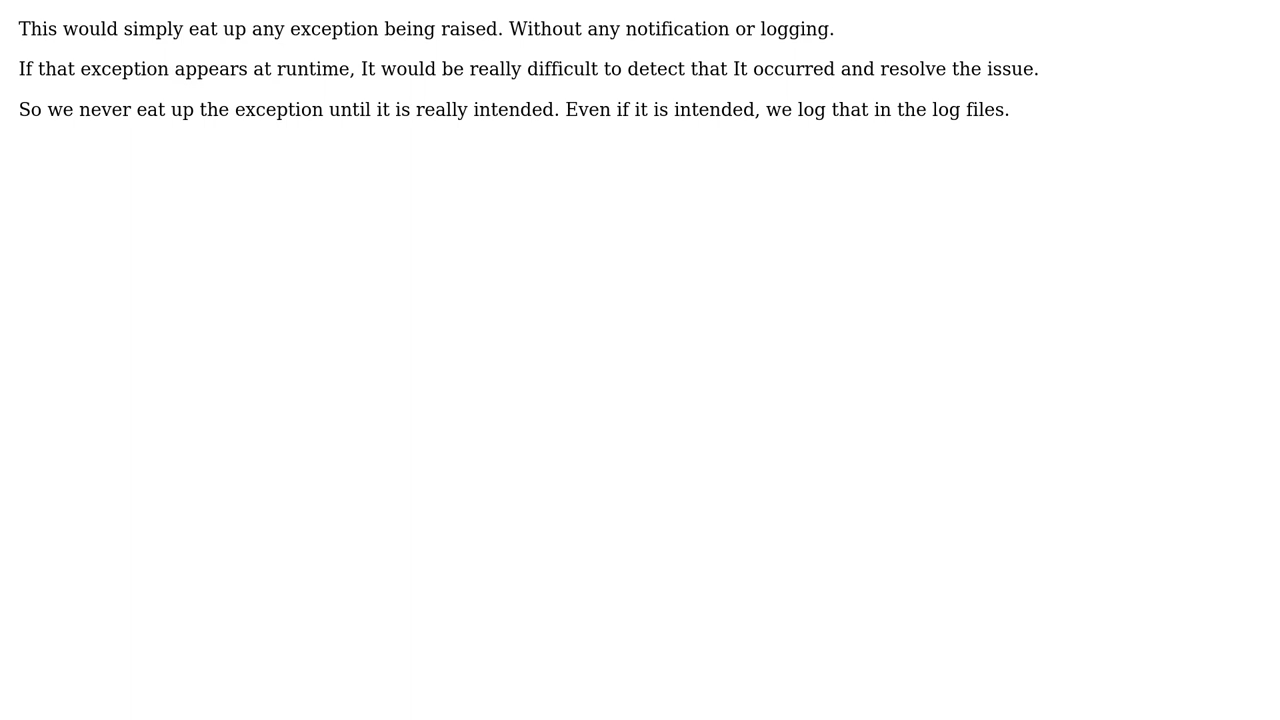 This would simply eat up any exception being raised. Without any notification or logging.
If that exception appears at runtime, It would be really difficult to detect that It occurred and resolve the issue.
So we never eat up the exception until it is really intended. Even if it is intended, we log that in the log files.